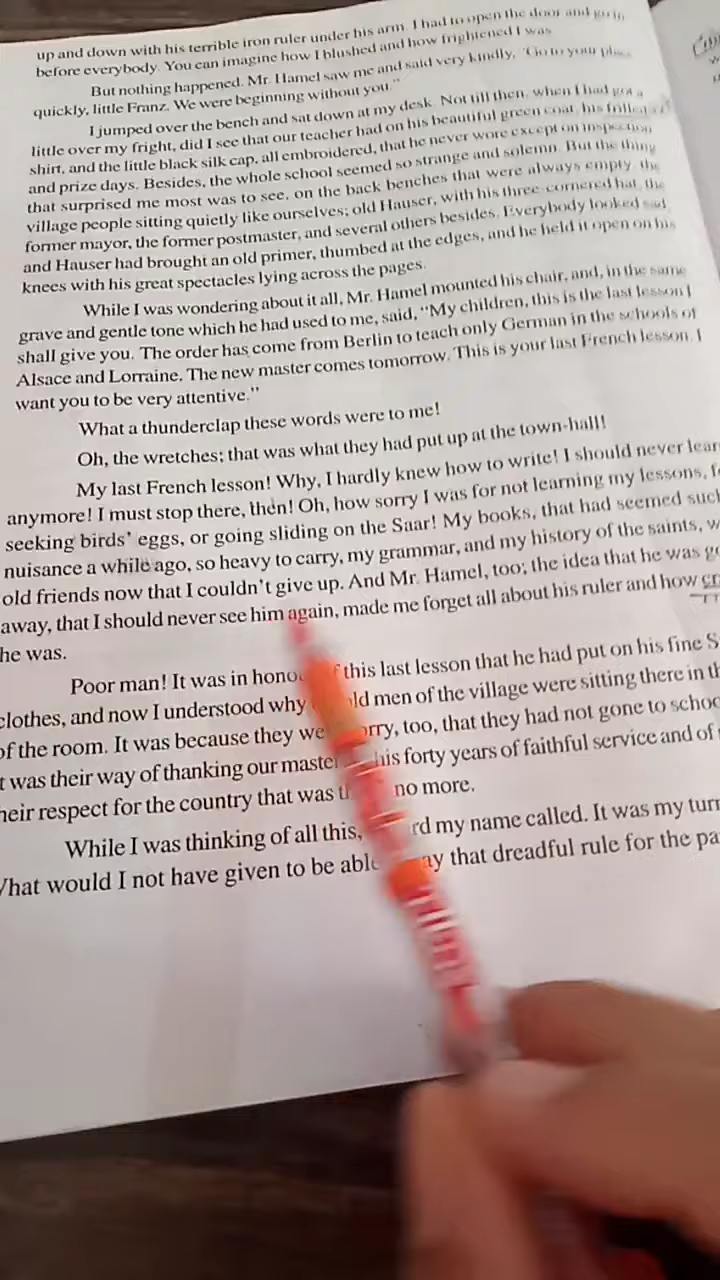 up and down with his terrible iron ruler under his arm. I had to open the door and go in
before everybody. You can imagine how I blushed and how frightened I was.
But nothing happened. Mr. Hamel saw me and said very kindly, "Go to your place
quickly, little Franz. We were beginning without you."
I jumped over the bench and sat down at my desk. Not till then, when I had got a
little over my fright, did I see that our teacher had on his beautiful green coat, his frilled
shirt, and the little black silk cap, all embroidered, that he never wore except on inspection
and prize days. Besides, the whole school seemed so strange and solemn. But the thing
that surprised me most was to see, on the back benches that were always empty, the
village people sitting quietly like ourselves; old Hauser, with his three-cornered hat, the
former mayor, the former postmaster, and several others besides. Everybody looked sad
and Hauser had brought an old primer, thumbed at the edges, and he held it open on his
knees with his great spectacles lying across the pages.
While I was wondering about it all, Mr. Hamel mounted his chair, and, in the same
grave and gentle tone which he had used to me, said, "My children, this is the last lesson I
shall give you. The order has come from Berlin to teach only German in the schools of
Alsace and Lorraine. The new master comes tomorrow. This is your last French lesson. I
want you to be very attentive."
What a thunderclap these words were to me!
Oh, the wretches; that was what they had put up at the town-hall!
My last French lesson! Why, I hardly knew how to write! I should never lear
anymore! I must stop there, then! Oh, how sorry I was for not learning my lessons, f
seeking birds' eggs, or going sliding on the Saar! My books, that had seemed such
nuisance a while ago, so heavy to carry, my grammar, and my history of the saints, w
old friends now that I couldn't give up. And Mr. Hamel, too; the idea that he was g
away, that I should never see him again, made me forget all about his ruler and how cr
he was.
Poor man! It was in hono f this last lesson that he had put on his fine S
clothes, and now I understood why ld men of the village were sitting there in th
of the room. It was because they we orry, too, that they had not gone to schoo
t was their way of thanking our maste his forty years of faithful service and of
heir respect for the country that was t no more.
While I was thinking of all this, rd my name called. It was my turn
What would I not have given to be able ay that dreadful rule for the pa